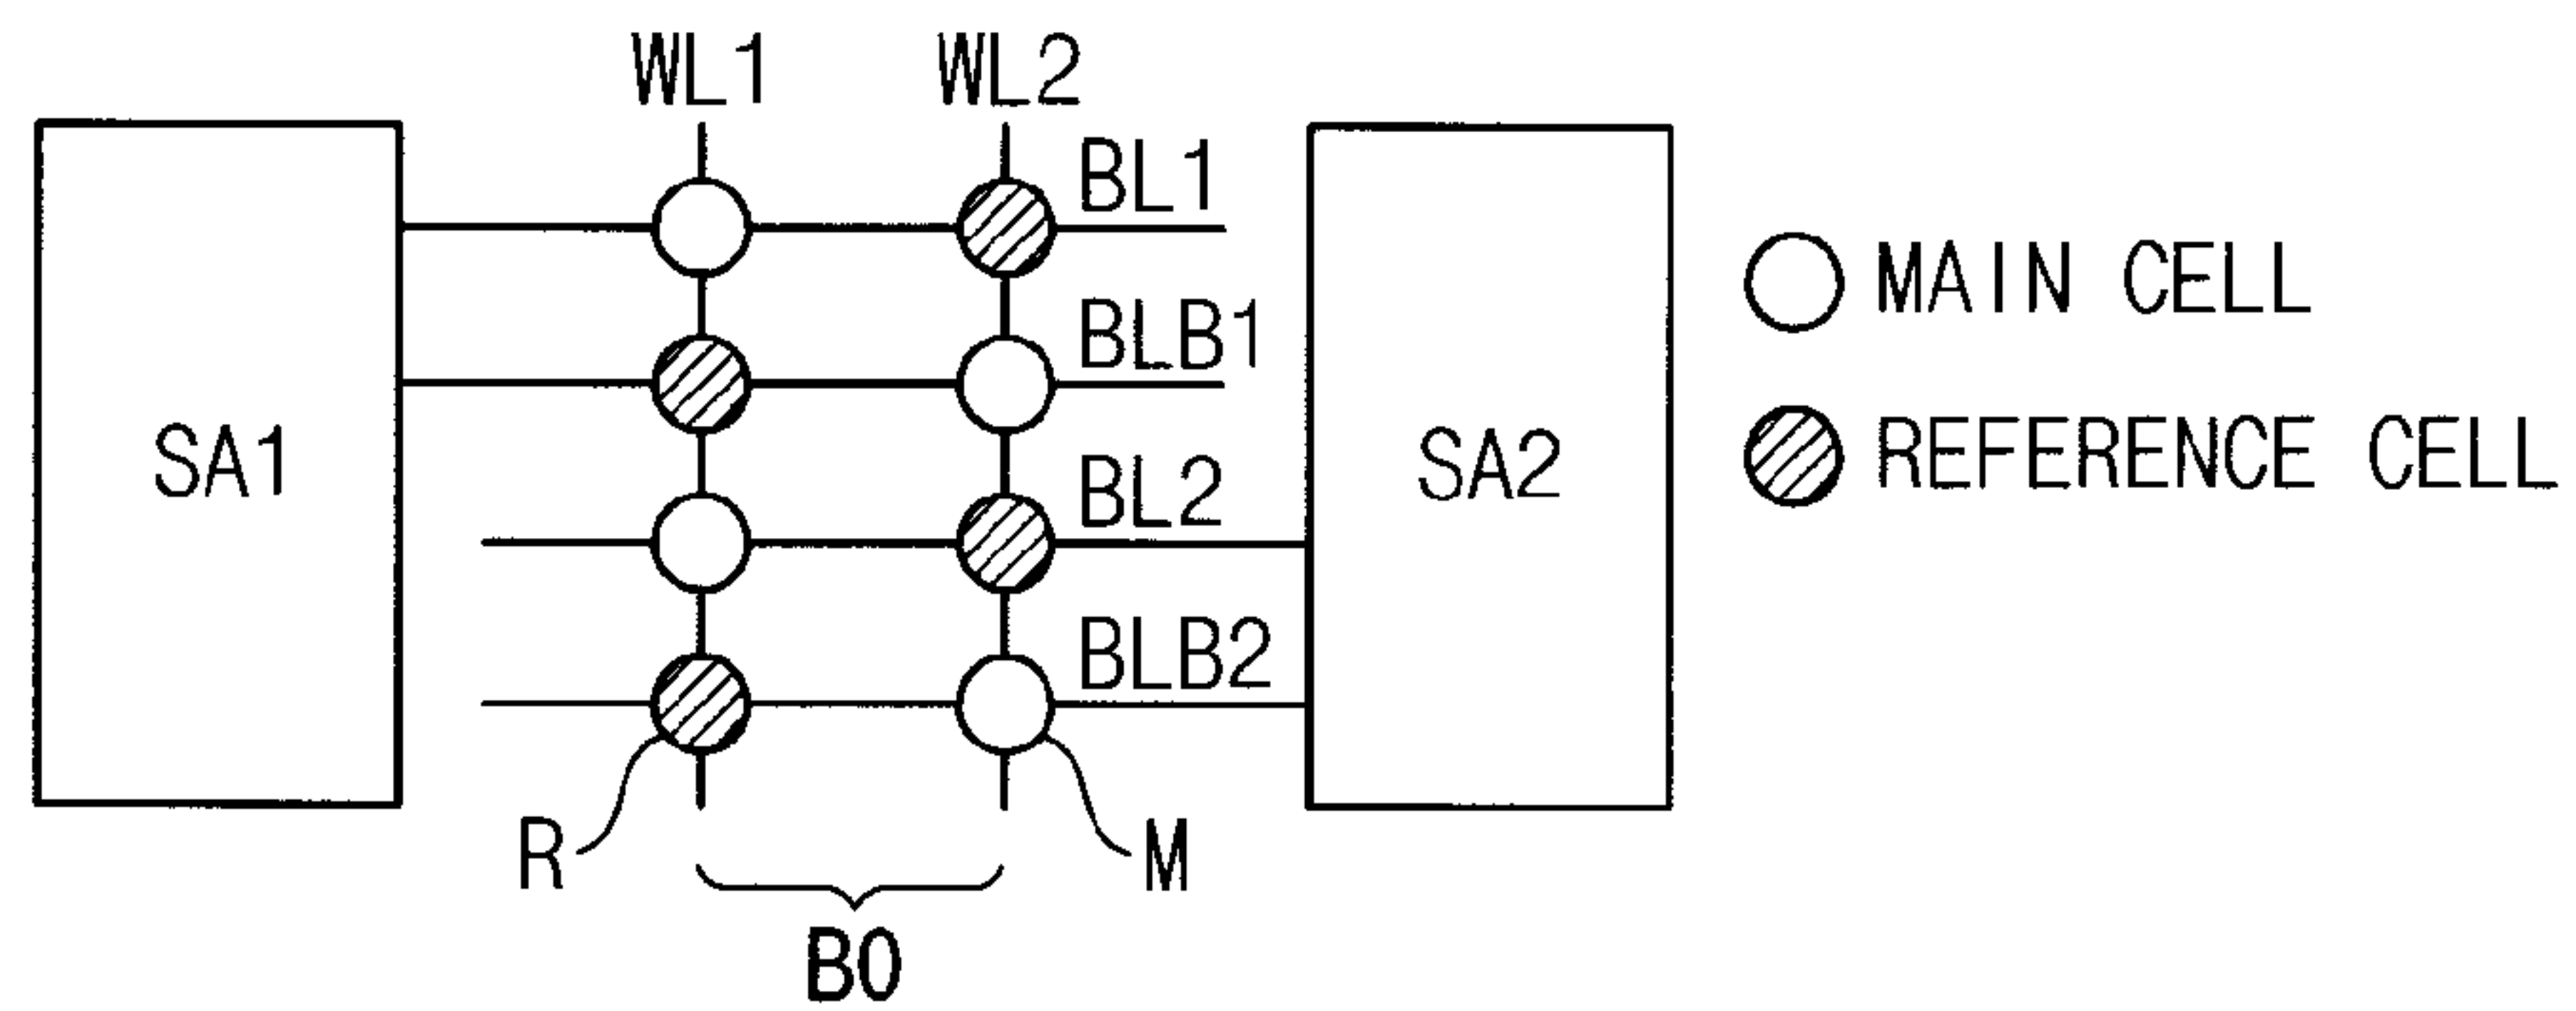 WL1 WL2
BL1
BLB1
BL2
BLB2
SA1
SA2
MAIN CELL
REFERENCE CELL
R
M
B0